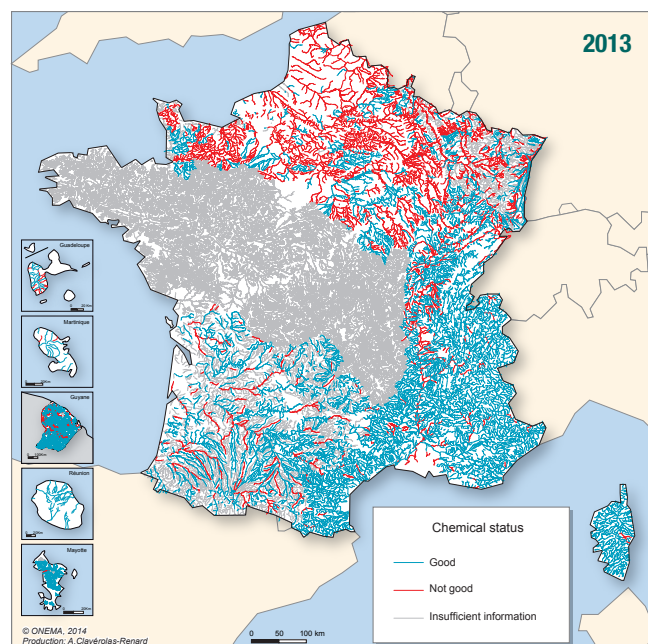 2013
Guadeloupe
Martinique
Guyane
Réunion
Mayotte
Chemical status
Good
Not good
Insufficient information
© ONEMA, 2014
Production: A.Clavérolas-Renard
0 50 100 km